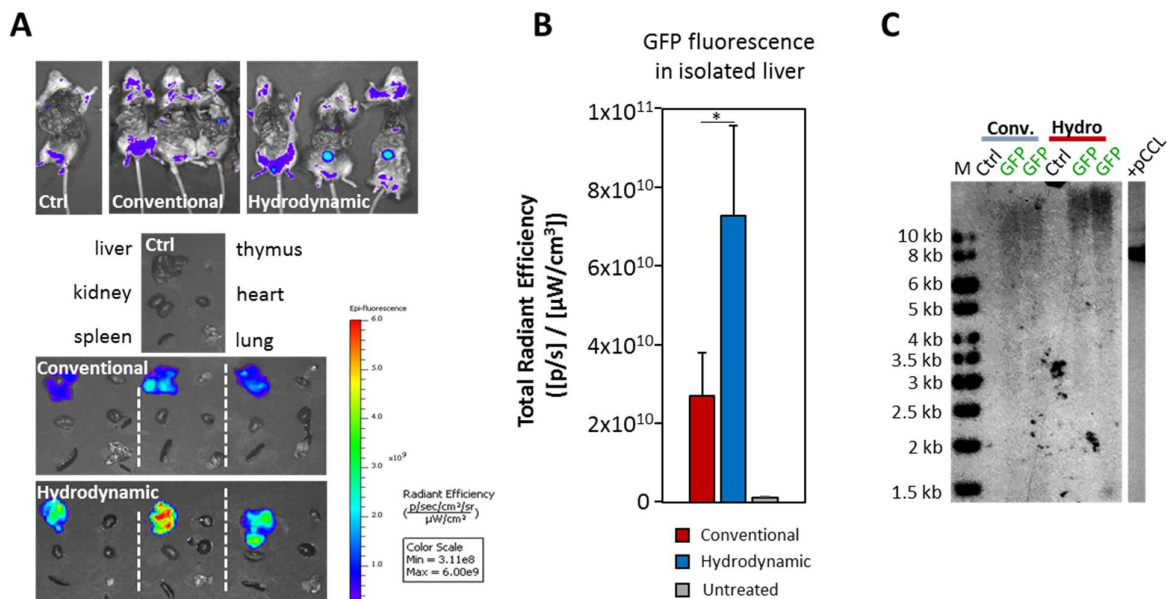 A
Ctrl
Conventional
Hydrodynamic
liver
Ctrl
thymus
kidney
heart
spleen
lung
Conventional
Hydrodynamic
Epi-fluorescence
6.0
5.0
4.0
3.0
x10⁹
2.0
1.0
Radiant Efficiency
(p/sec/cm²/sr
µW/cm²)
Color Scale
Min = 3.11e8
Max = 6.00e9
B
GFP fluorescence
in isolated liver
Total Radiant Efficiency
([p/s] / [µW/cm³])
1x10¹¹
8x10¹⁰
6x10¹⁰
4x10¹⁰
2x10¹⁰
0
*
Conventional
Hydrodynamic
Untreated
C
Conv.
Hydro
M
Ctrl
GFP
GFP
Ctrl
GFP
GFP
+pCCL
10 kb
8 kb
6 kb
5 kb
4 kb
3.5 kb
3 kb
2.5 kb
2 kb
1.5 kb